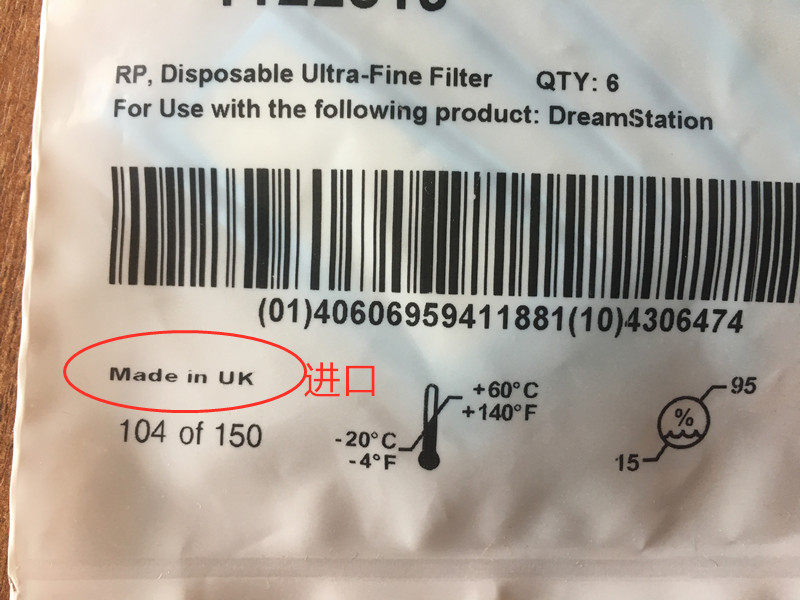 RP, Disposable Ultra-Fine Filter QTY: 6
For Use with the following product: DreamStation
(01)40606959411881(10)4306474
Made in UK 进口
104 of 150
+60°C
+140°F
-20°C
-4°F
95
%
15